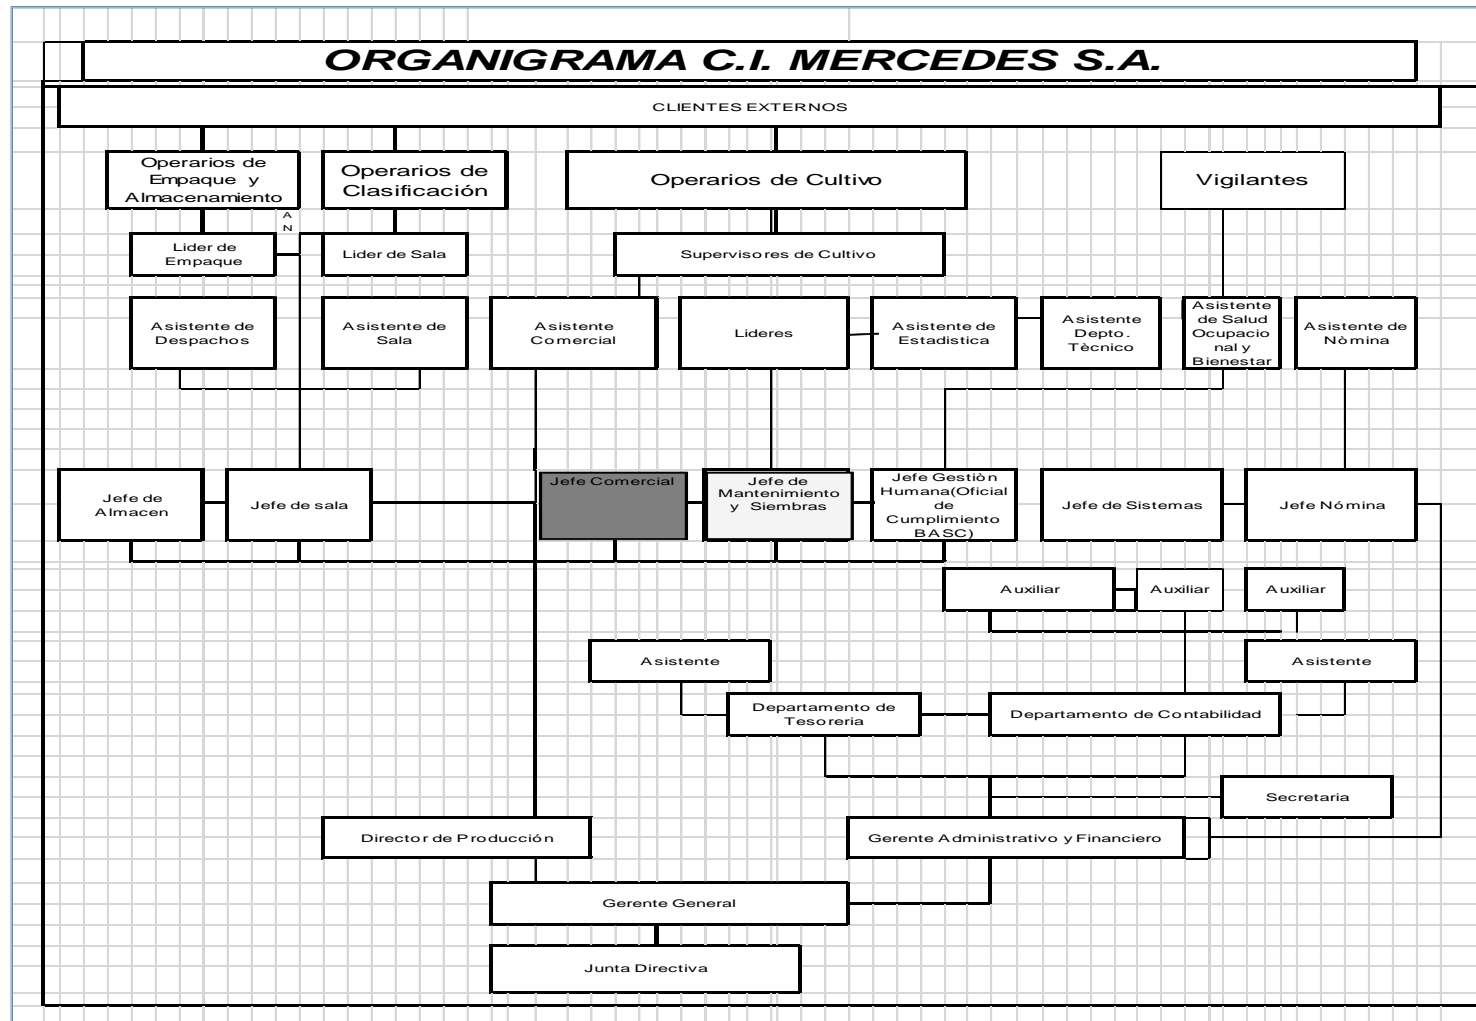 ORGANIGRAMA C.I. MERCEDES S.A.
CLIENTES EXTERNOS
Operarios de
Empaque y
Almacenamiento
Operarios de
Clasificación
Operarios de Cultivo
Vigilantes
A
N
Lider de
Empaque
Lider de Sala
Supervisores de Cultivo
Asistente de
Despachos
Asistente de
Sala
Asistente
Comercial
Lideres
Asistente de
Estadistica
Asistente
Depto.
Tècnico
Asistente
de Salud
Ocupacio
nal y
Bienestar
Asistente de
Nòmina
Jefe de
Almacen
Jefe de sala
Jefe Comercial
Jefe de
Mantenimiento
y Siembras
Jefe Gestiòn
Humana(Oficial
de
Cumplimiento
BASC)
Jefe de Sistemas
Jefe Nómina
Auxiliar
Auxiliar
Auxiliar
Asistente
Asistente
Departamento de
Tesoreria
Departamento de Contabilidad
Secretaria
Director de Producción
Gerente Administrativo y Financiero
Gerente General
Junta Directiva